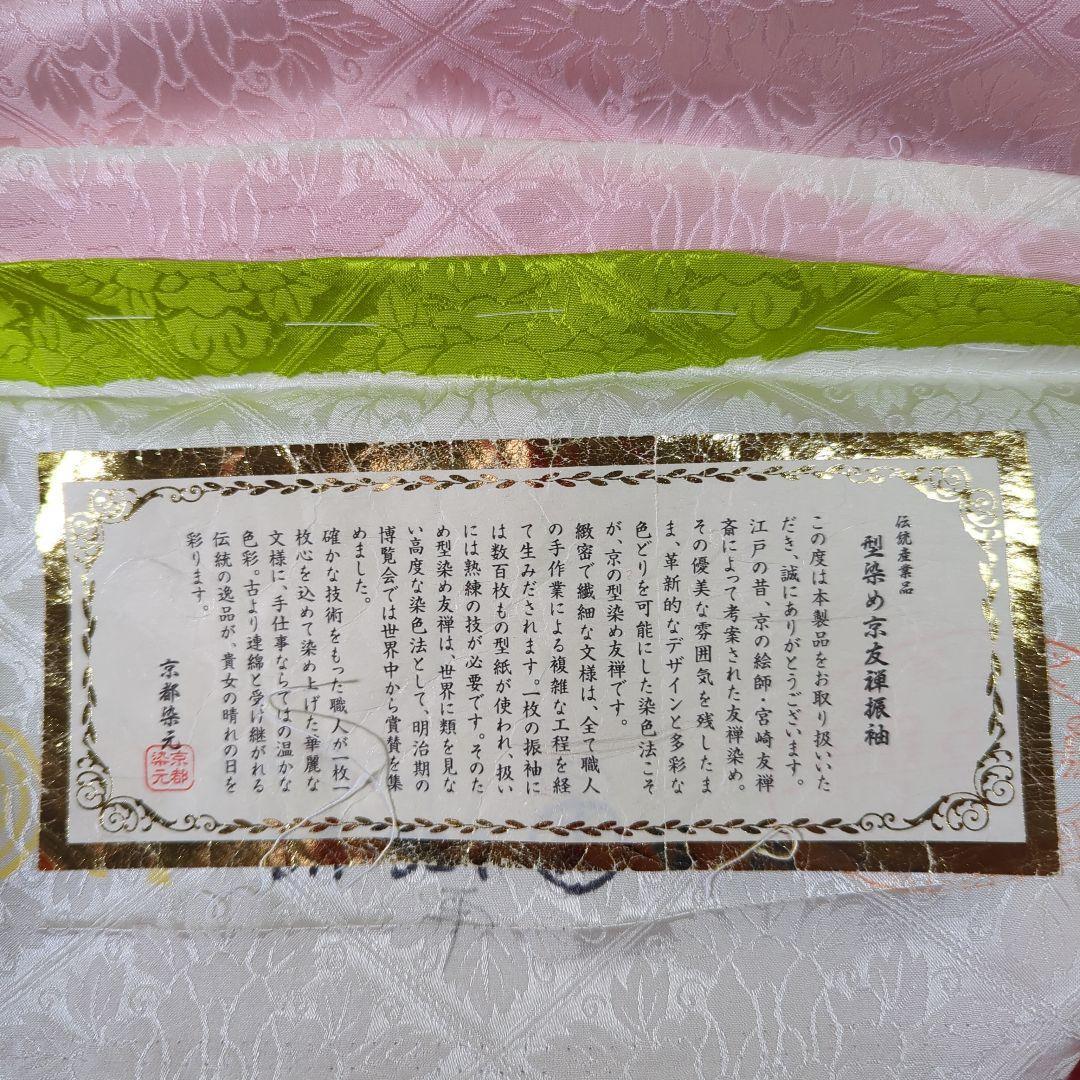 伝統産業品
型染め京友禅振袖
この度は本製品をお取り扱いいた
だき、誠にありがとうございます。
江戸の昔、京の絵師・宮崎友禅
斎によって考案された友禅染め。
その優美な雰囲気を残したま
ま、革新的なデザインと多彩な
色どりを可能にした染色法こそ
が、京の型染め友禅です。
緻密で繊細な文様は、全て職人
の手作業による複雑な工程を経
て生みだされます。一枚の振袖に
は数百枚もの型紙が使われ、扱い
には熟練の技が必要です。そのた
め型染め友禅は、世界に類を見な
い高度な染色法として、明治期の
博覧会では世界中から賞賛を集
めました。
確かな技術をもった職人が一枚一
枚心を込めて染め上げた華麗な
文様に、手仕事ならではの温かな
色彩。古より連綿と受け継がれる
伝統の逸品が、貴女の晴れの日を
彩ります。
京都染元
京都
染元